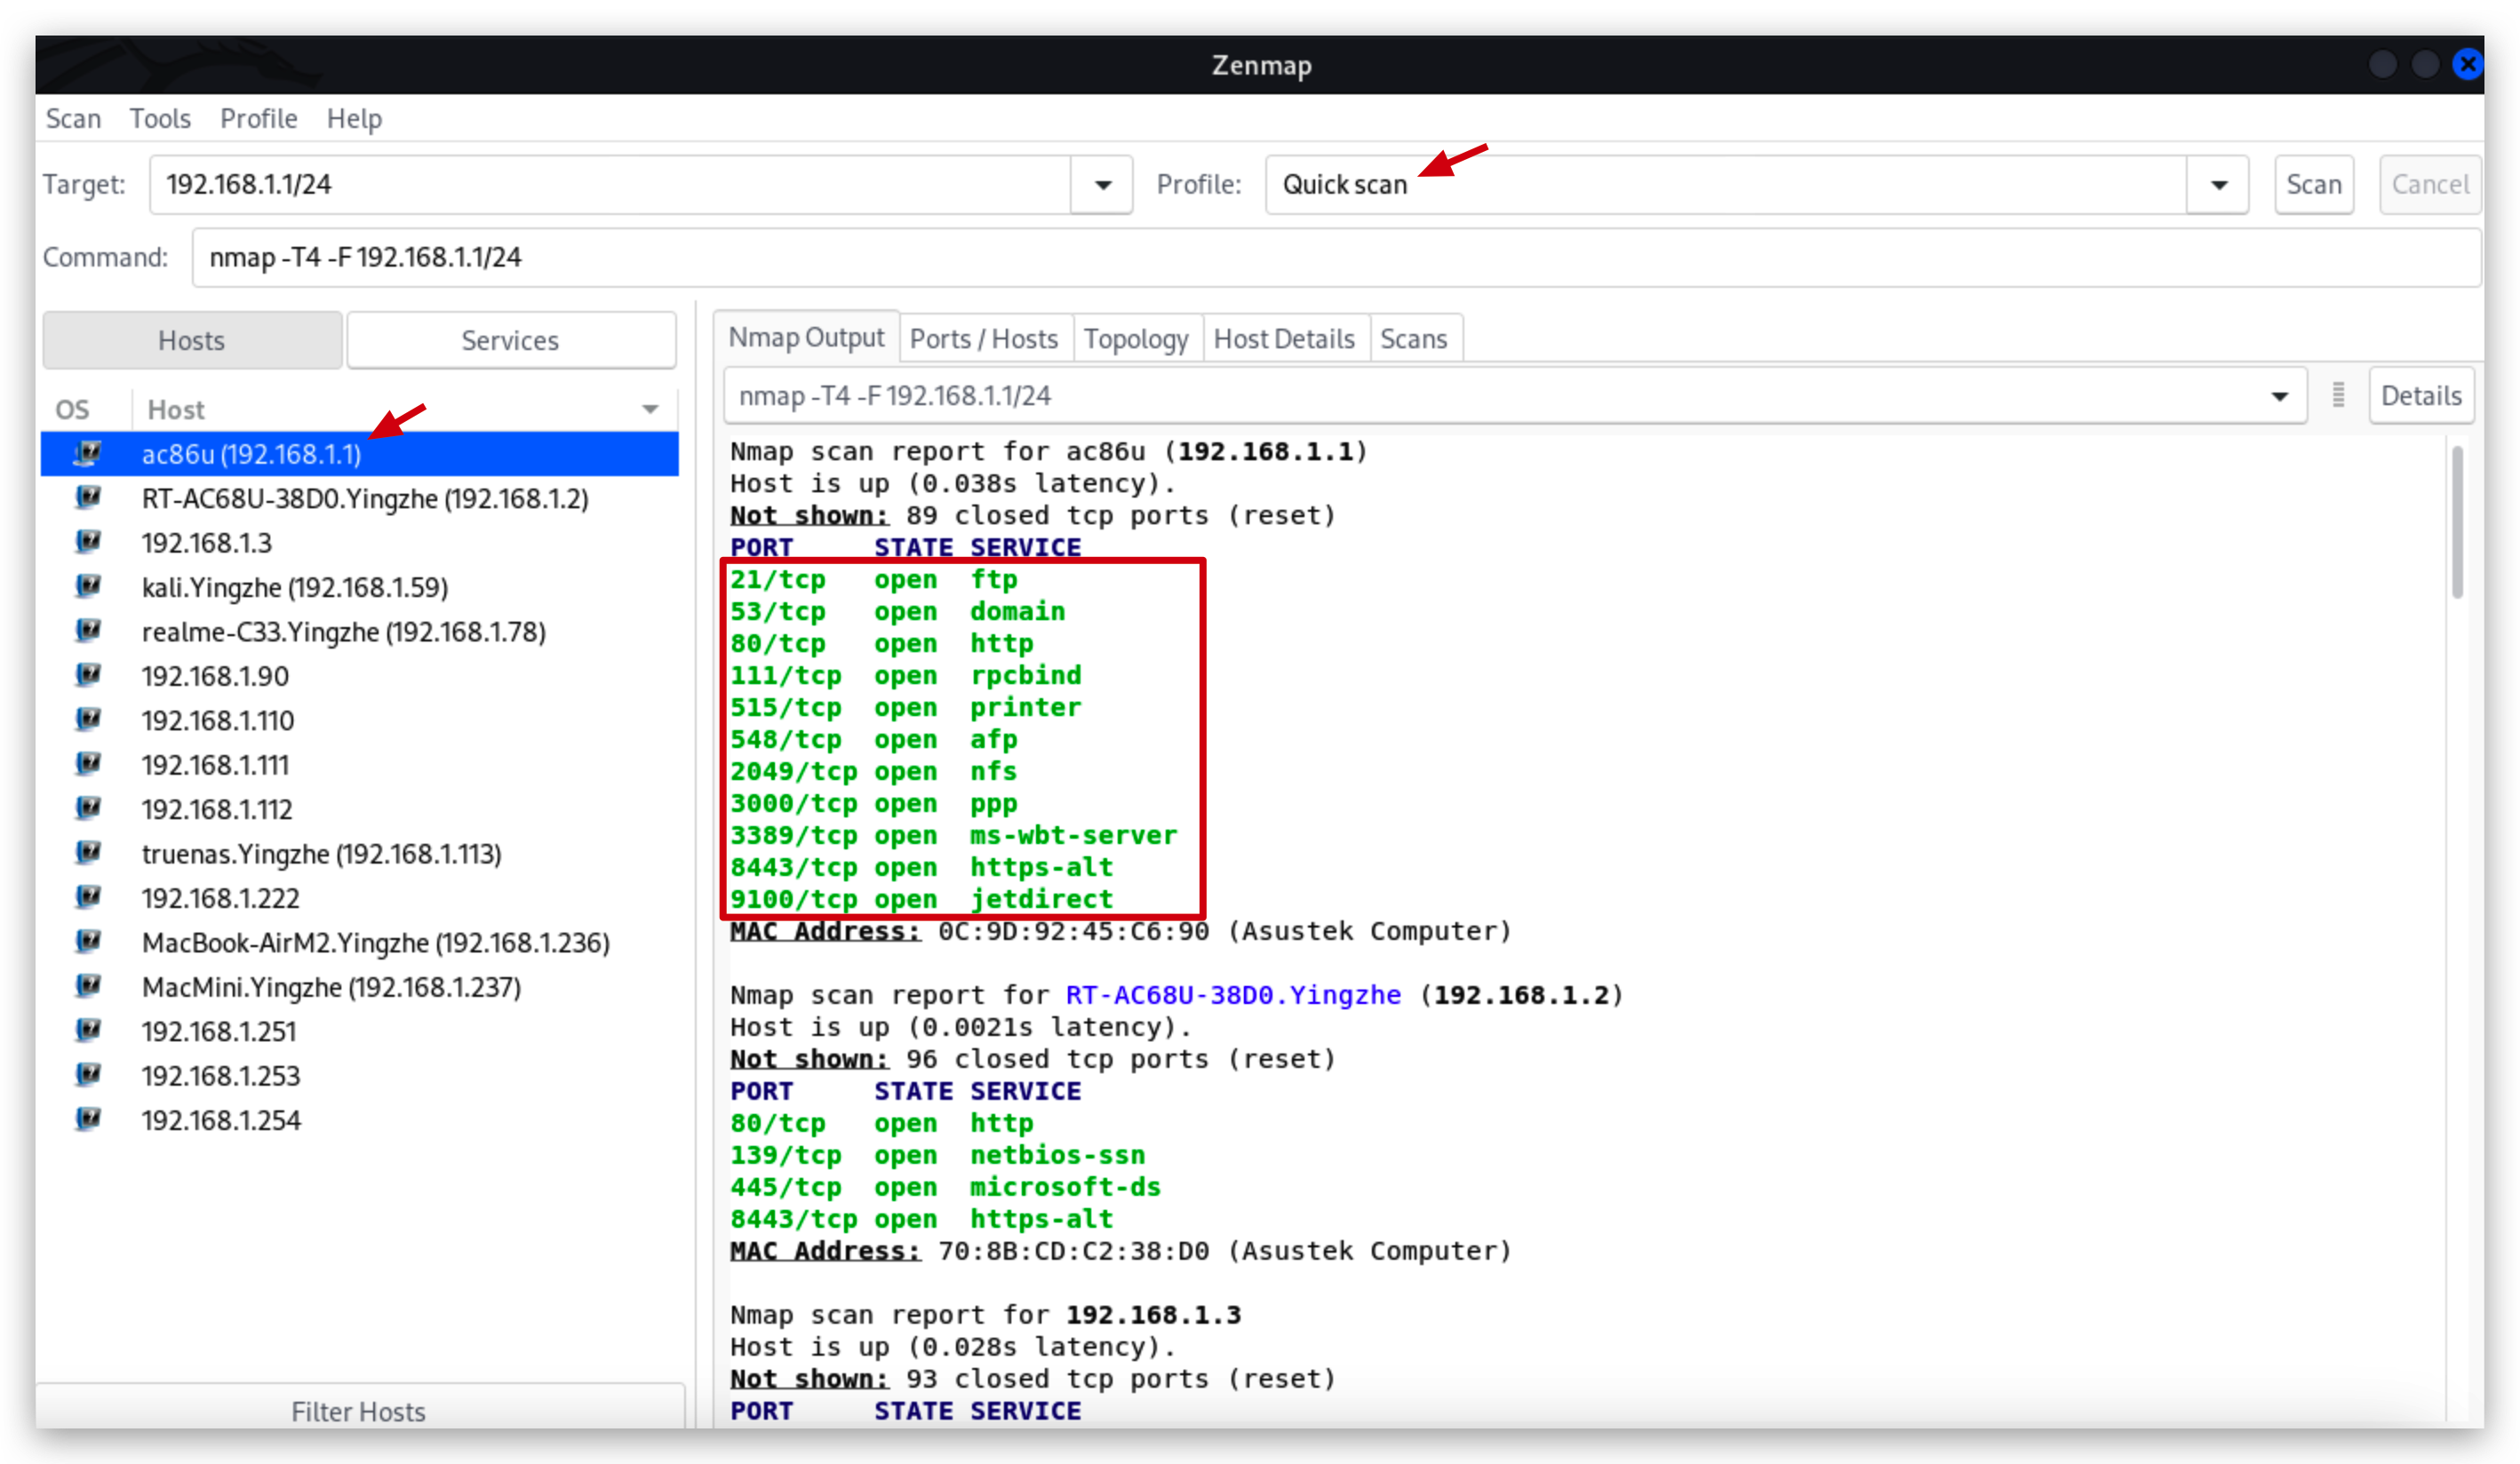 Zenmap
Scan Tools Profile Help
Target: 192.168.1.1/24 Profile: Quick scan Scan Cancel
Command: nmap -T4 -F 192.168.1.1/24
Hosts Services
OS Host
ac86u (192.168.1.1)
RT-AC68U-38D0.Yingzhe (192.168.1.2)
192.168.1.3
kali.Yingzhe (192.168.1.59)
realme-C33.Yingzhe (192.168.1.78)
192.168.1.90
192.168.1.110
192.168.1.111
192.168.1.112
truenas.Yingzhe (192.168.1.113)
192.168.1.222
MacBook-AirM2.Yingzhe (192.168.1.236)
MacMini.Yingzhe (192.168.1.237)
192.168.1.251
192.168.1.253
192.168.1.254
Filter Hosts
Nmap Output Ports / Hosts Topology Host Details Scans
nmap -T4 -F 192.168.1.1/24 Details
Nmap scan report for ac86u (192.168.1.1)
Host is up (0.038s latency).
Not shown: 89 closed tcp ports (reset)
PORT STATE SERVICE
21/tcp open ftp
53/tcp open domain
80/tcp open http
111/tcp open rpcbind
515/tcp open printer
548/tcp open afp
2049/tcp open nfs
3000/tcp open ppp
3389/tcp open ms-wbt-server
8443/tcp open https-alt
9100/tcp open jetdirect
MAC Address: 0C:9D:92:45:C6:90 (Asustek Computer)
Nmap scan report for RT-AC68U-38D0.Yingzhe (192.168.1.2)
Host is up (0.0021s latency).
Not shown: 96 closed tcp ports (reset)
PORT STATE SERVICE
80/tcp open http
139/tcp open netbios-ssn
445/tcp open microsoft-ds
8443/tcp open https-alt
MAC Address: 70:8B:CD:C2:38:D0 (Asustek Computer)
Nmap scan report for 192.168.1.3
Host is up (0.028s latency).
Not shown: 93 closed tcp ports (reset)
PORT STATE SERVICE